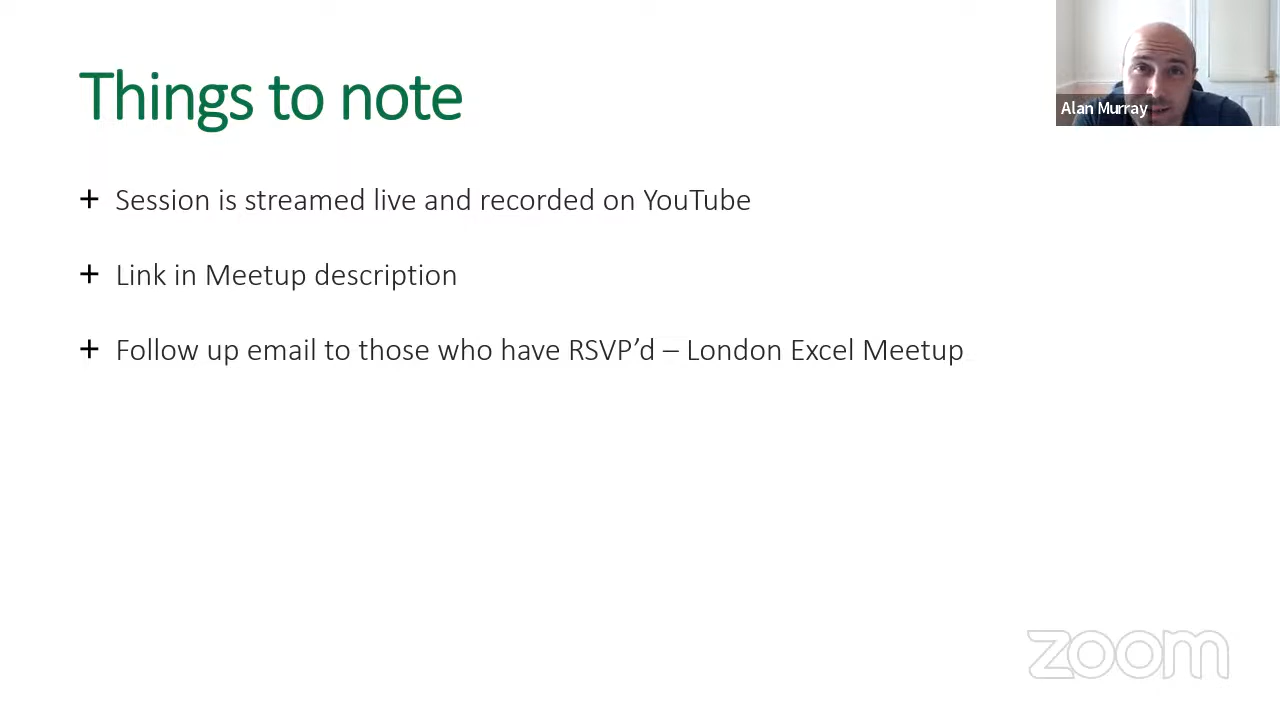 Things to note
Alan Murray
+ Session is streamed live and recorded on YouTube
+ Link in Meetup description
+ Follow up email to those who have RSVP’d – London Excel Meetup
zoom